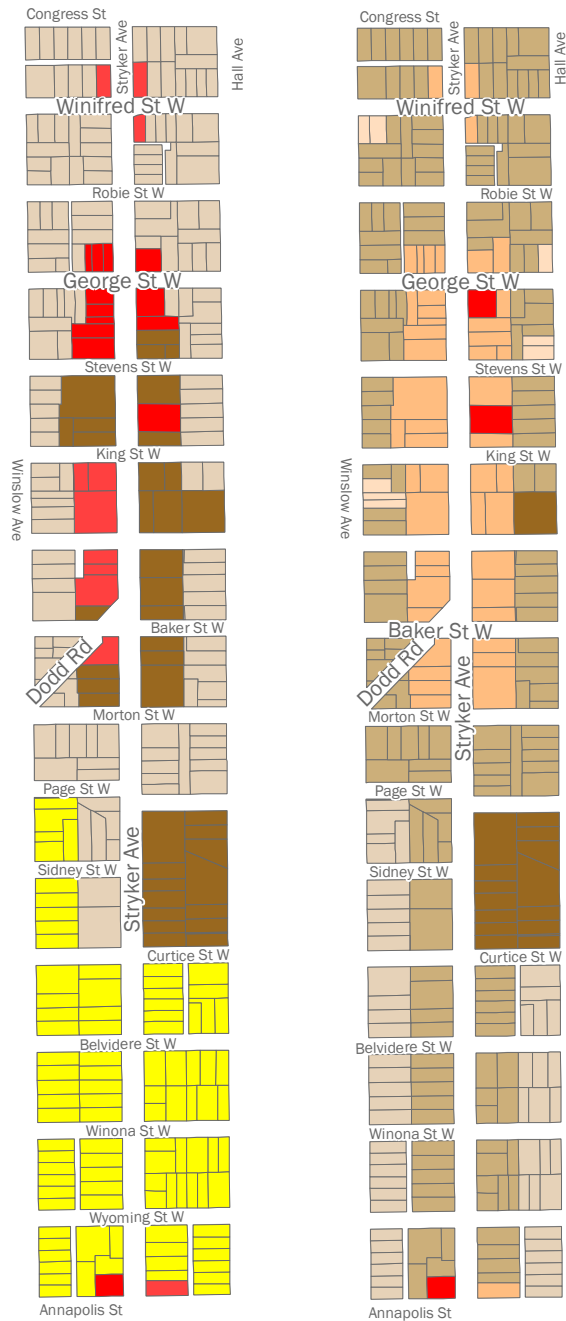 Congress St
Stryker Ave
Hall Ave
Winifred St W
Robie St W
George St W
Stevens St W
King St W
Winslow Ave
Baker St W
Dodd Rd
Morton St W
Page St W
Sidney St W
Stryker Ave
Curtice St W
Belvidere St W
Winona St W
Wyoming St W
Annapolis St
Congress St
Stryker Ave
Hall Ave
Winifred St W
Robie St W
George St W
Stevens St W
King St W
Winslow Ave
Baker St W
Dodd Rd
Stryker Ave
Morton St W
Page St W
Sidney St W
Curtice St W
Belvidere St W
Winona St W
Annapolis St